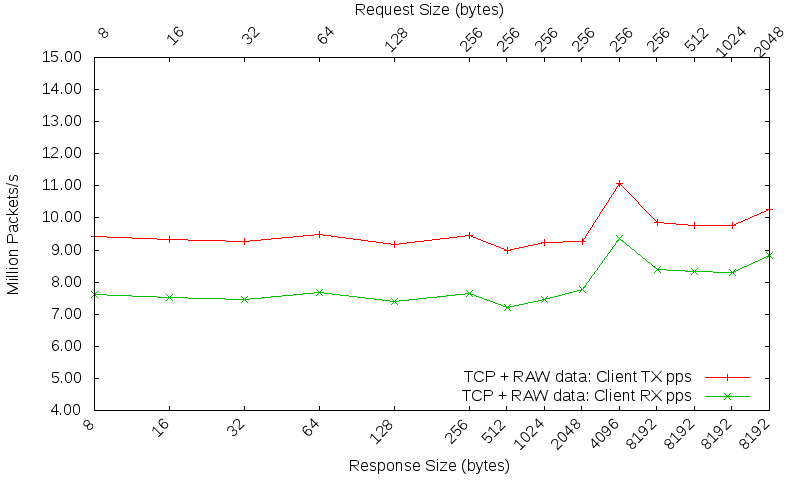 Request Size (bytes)
8 16 32 64 128 256 256 256 256 256 256 512 1024 2048
15.00
14.00
13.00
12.00
11.00
10.00
9.00
8.00
7.00
6.00
5.00
4.00
Million Packets/s
TCP + RAW data: Client TX pps
TCP + RAW data: Client RX pps
8 16 32 64 128 256 512 1024 2048 4096 8192 8192 8192 8192
Response Size (bytes)